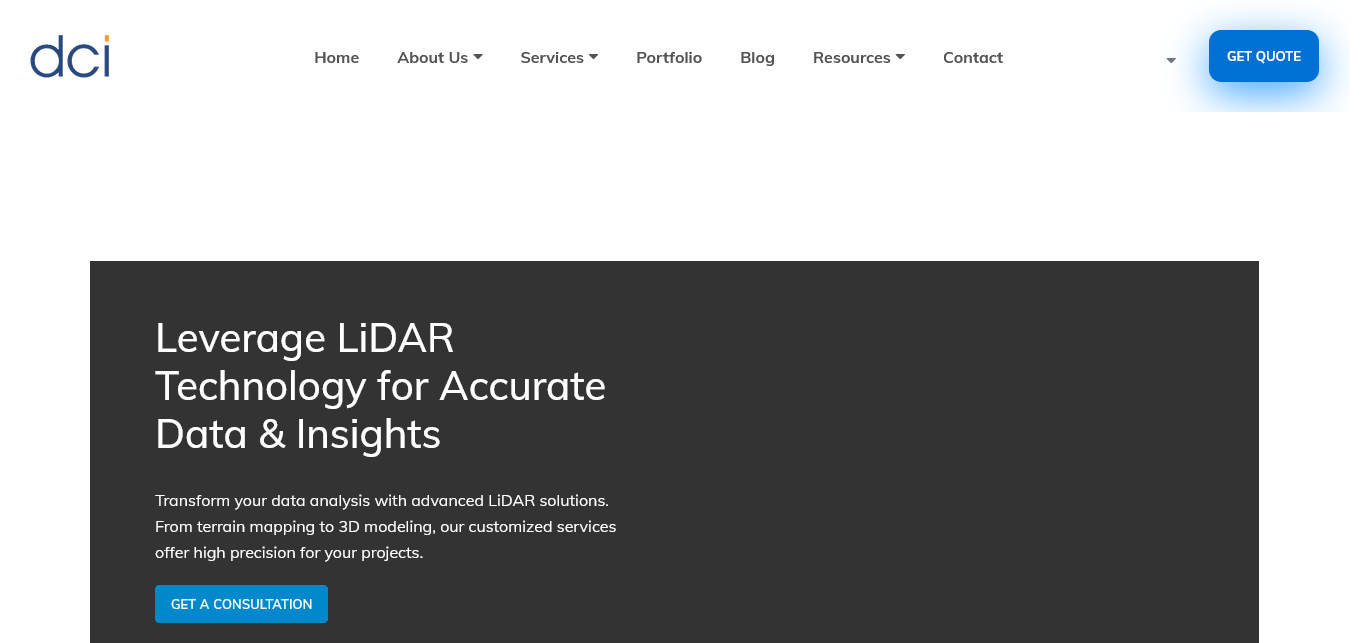 dci
Home
About Us
Services
Portfolio
Blog
Resources
Contact
GET QUOTE
Leverage LiDAR
Technology for Accurate
Data & Insights
Transform your data analysis with advanced LiDAR solutions.
From terrain mapping to 3D modeling, our customized services
offer high precision for your projects.
GET A CONSULTATION